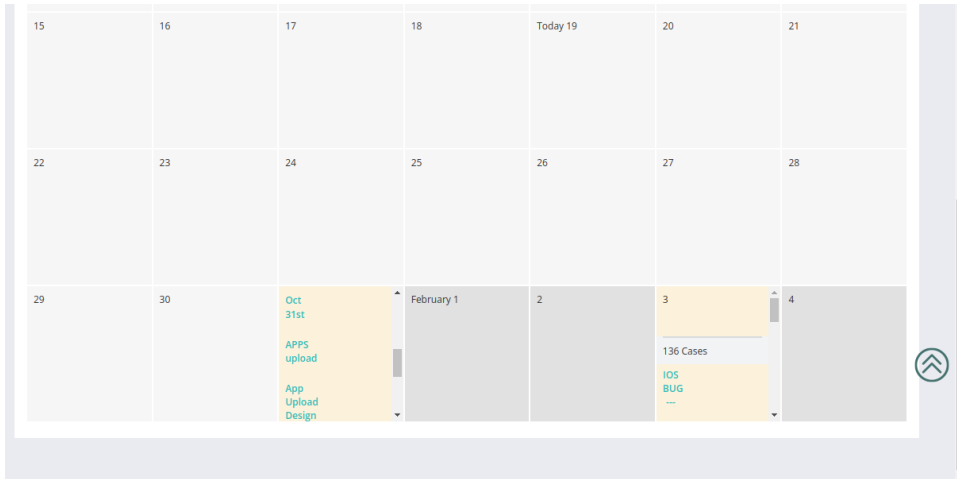 15 16 17 18 Today 19 20 21
22 23 24 25 26 27 28
29 30 Oct February 1 2 3 4
31st
APPS
upload
136 Cases
App
Upload
Design
IOS
BUG
---